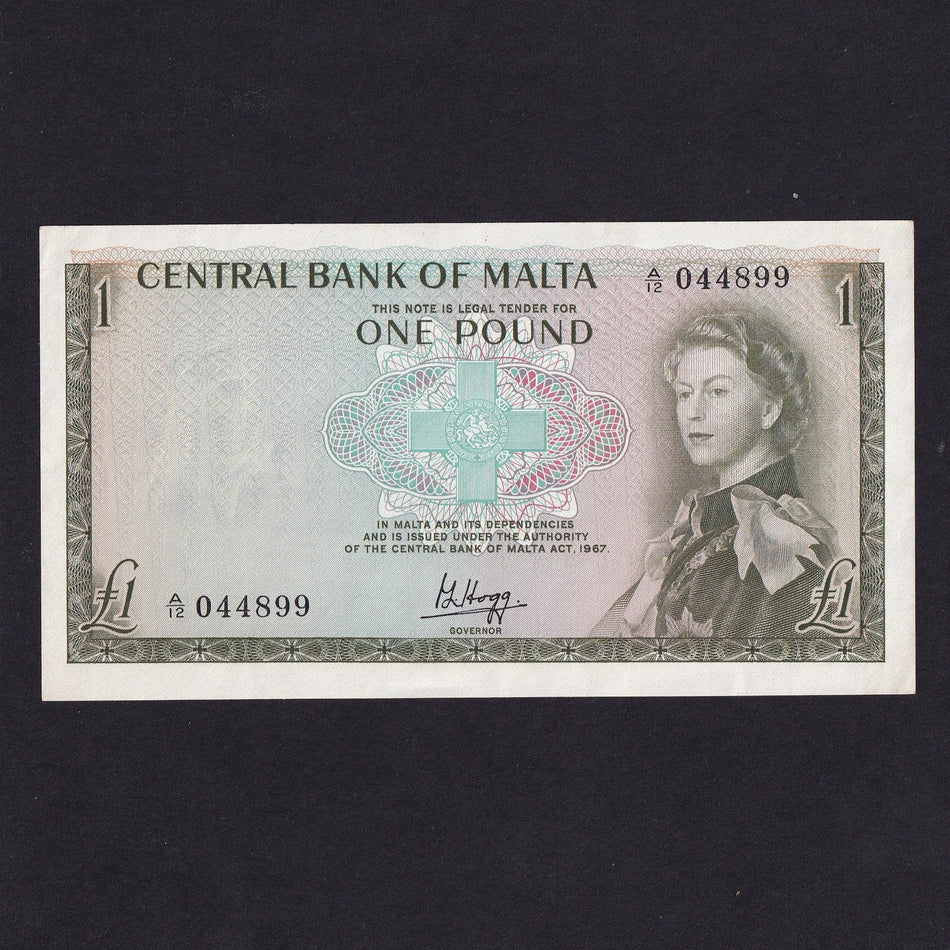 CENTRAL BANK OF MALTA
A/12 044899
1
1
THIS NOTE IS LEGAL TENDER FOR
ONE POUND
IN MALTA AND ITS DEPENDENCIES
AND IS ISSUED UNDER THE AUTHORITY
OF THE CENTRAL BANK OF MALTA ACT, 1967.
£1
A/12 044899
Hogg.
GOVERNOR
£1